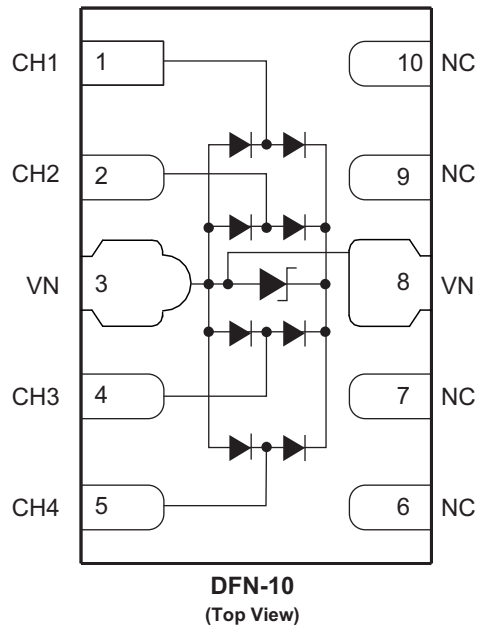 CH1 1 10 NC
CH2 2 9 NC
VN 3 8 VN
CH3 4 7 NC
CH4 5 6 NC
DFN-10
(Top View)